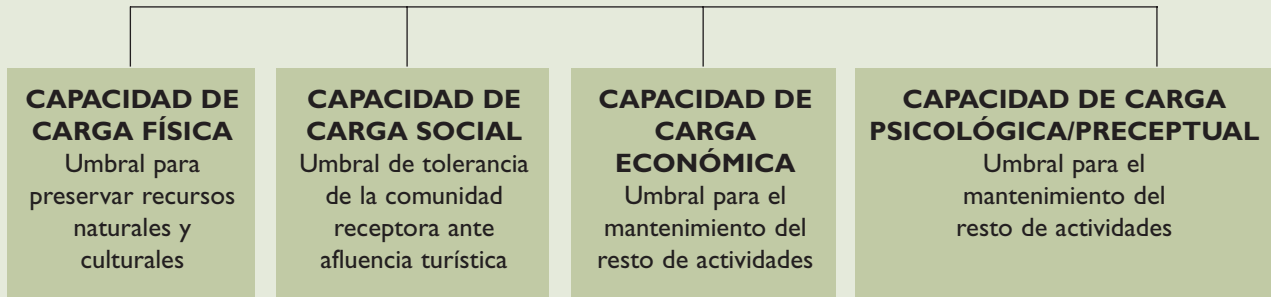 CAPACIDAD DE
CARGA FÍSICA
Umbral para
preservar recursos
naturales y
culturales
CAPACIDAD DE
CARGA SOCIAL
Umbral de tolerancia
de la comunidad
receptora ante
afluencia turística
CAPACIDAD DE
CARGA
ECONÓMICA
Umbral para el
mantenimiento del
resto de actividades
CAPACIDAD DE CARGA
PSICOLÓGICA/PRECEPTUAL
Umbral para el
mantenimiento del
resto de actividades